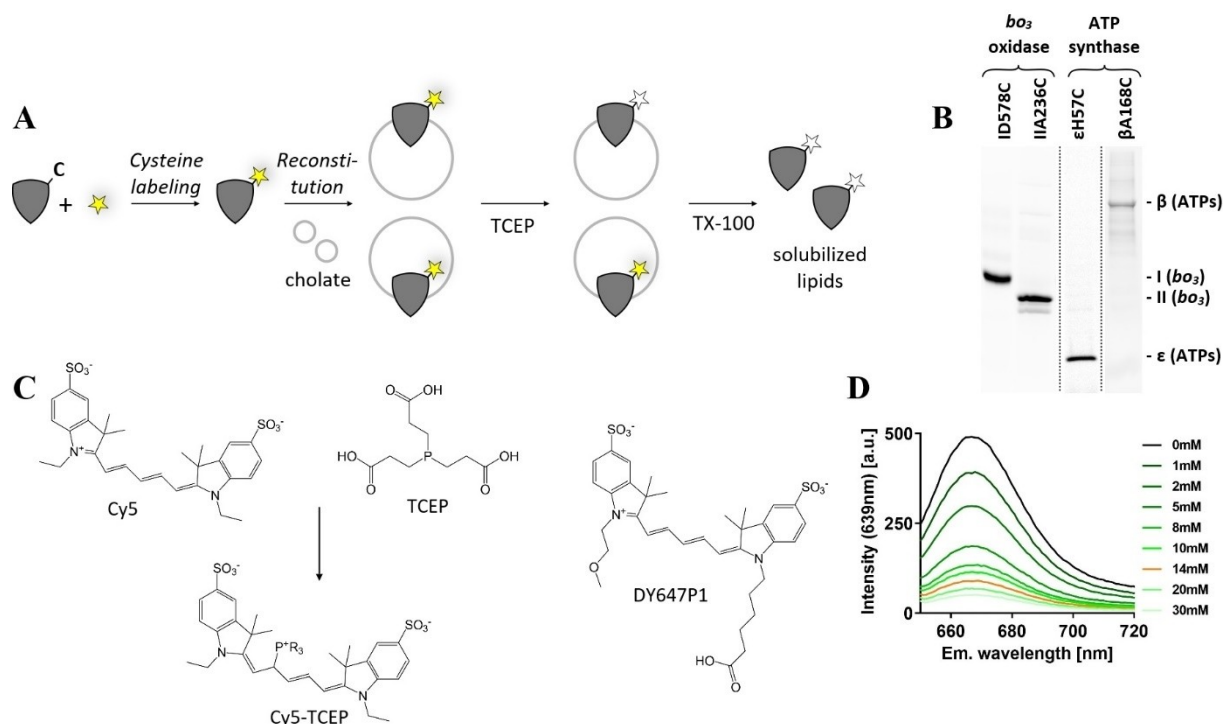 A
C
+
Cysteine
labeling
Reconsti-
tution
cholate
TCEP
TX-100
solubilized
lipids
B
bo₃
oxidase
ATP
synthase
ID578C
IIA236C
εH57C
βA168C
- β (ATPs)
- I (bo₃)
- II (bo₃)
- ε (ATPs)
C
SO₃⁻
SO₃⁻
N⁺
N
Cy5
O
OH
HO
P
OH
O
O
TCEP
SO₃⁻
P⁺R₃
SO₃⁻
N⁺
N
Cy5-TCEP
SO₃⁻
SO₃⁻
N⁺
N
O
DY647P1
HO
O
D
Intensity (639nm) [a.u.]
500
250
0
660 680 700 720
Em. wavelength [nm]
0mM
1mM
2mM
5mM
8mM
10mM
14mM
20mM
30mM